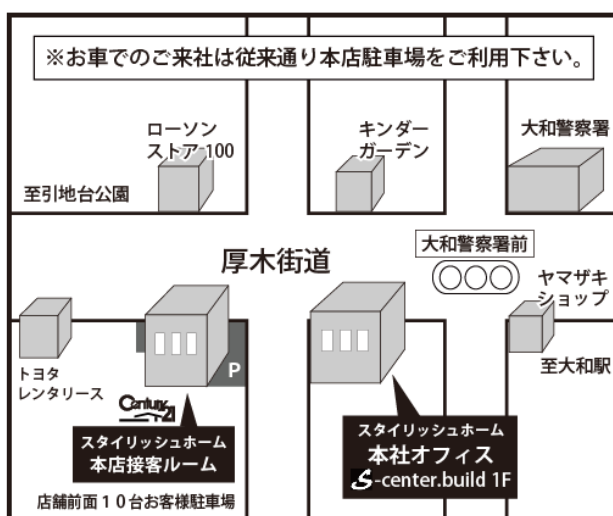 ※お車でのご来社は従来通り本店駐車場をご利用下さい。
ローソン
ストア100
キンダー
ガーデン
大和警察署
至引地台公園
厚木街道
大和警察署前
ヤマザキ
ショップ
トヨタ
レンタリース
P
至大和駅
Century 21
スタイリッシュホーム
本店接客ルーム
スタイリッシュホーム
本社オフィス
S-center.build 1F
店舗前面10台お客様駐車場